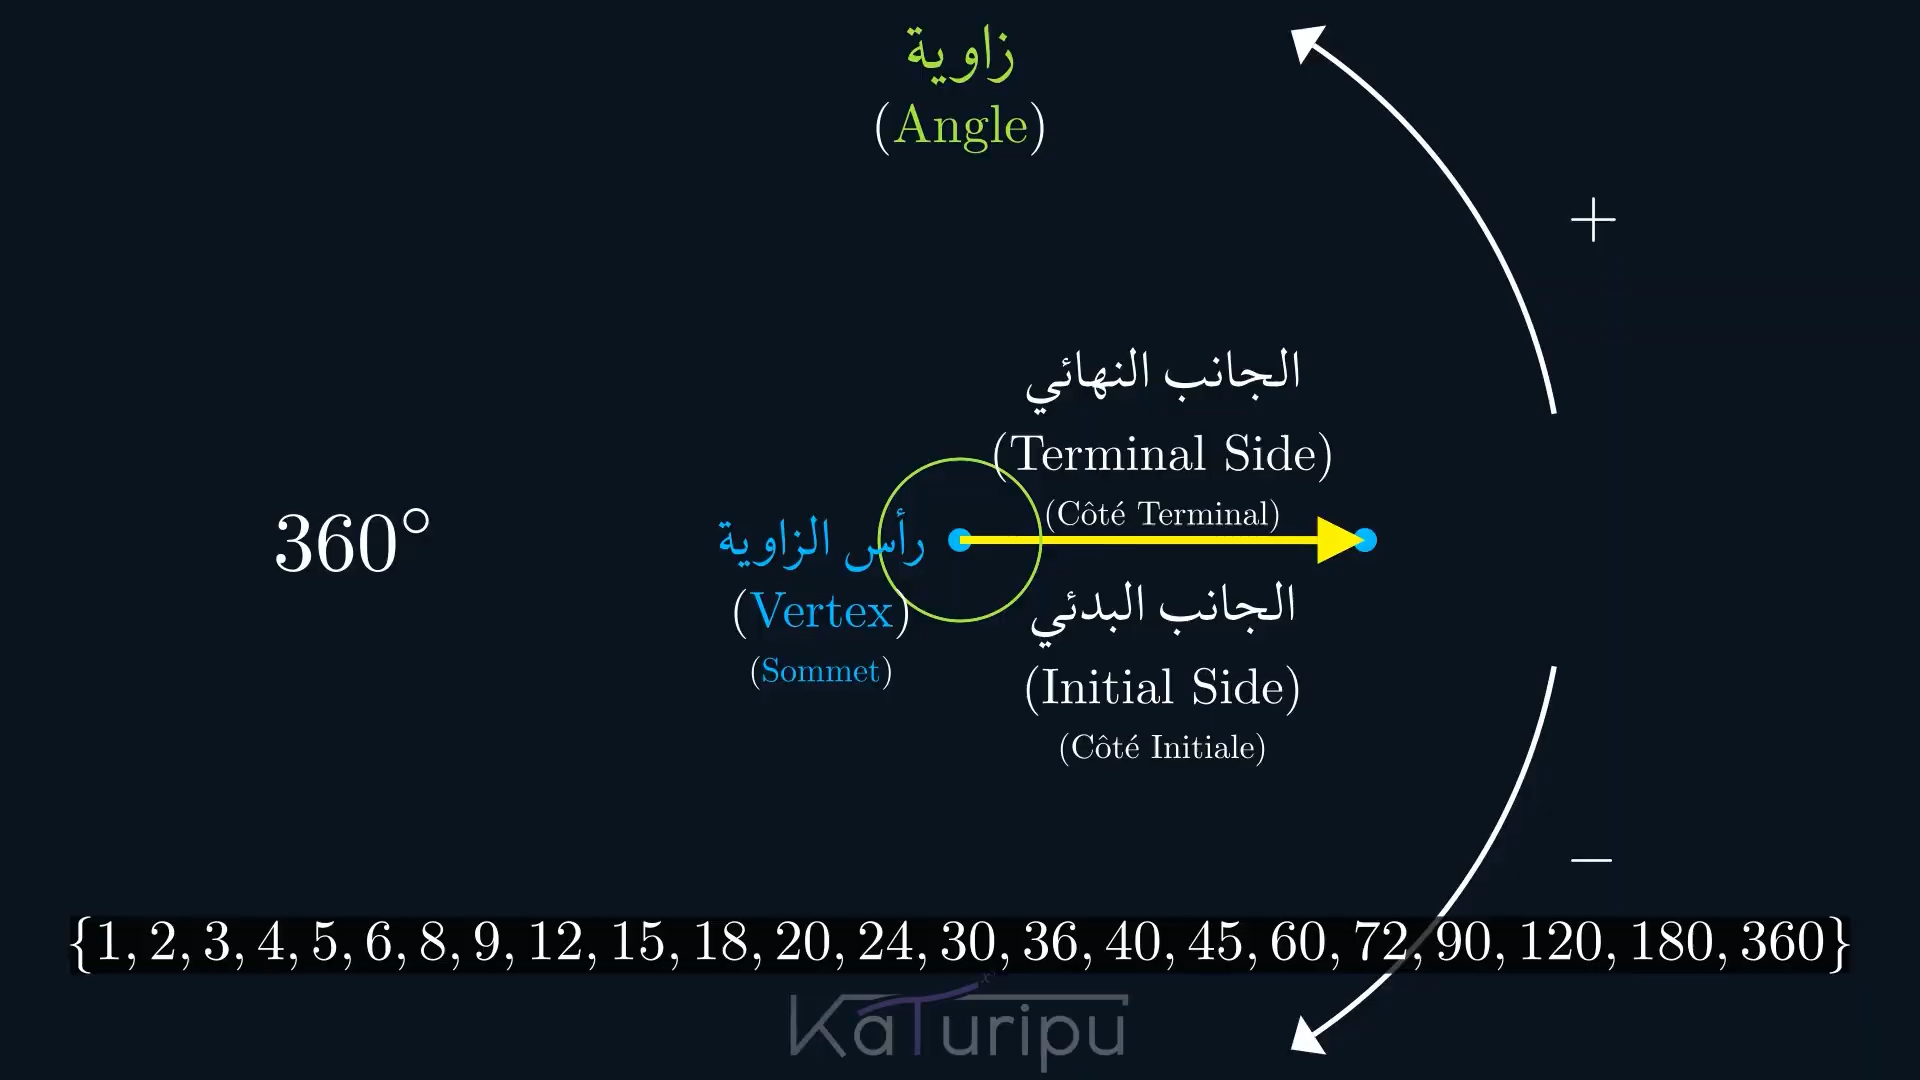 زاوية
(Angle)
+
الجانب النهائي
(Terminal Side)
(Côté Terminal)
360°
رأس الزاوية
(Vertex)
(Sommet)
الجانب البدئي
(Initial Side)
(Côté Initiale)
−
{1, 2, 3, 4, 5, 6, 8, 9, 12, 15, 18, 20, 24, 30, 36, 40, 45, 60, 72, 90, 120, 180, 360}
KaTuripu